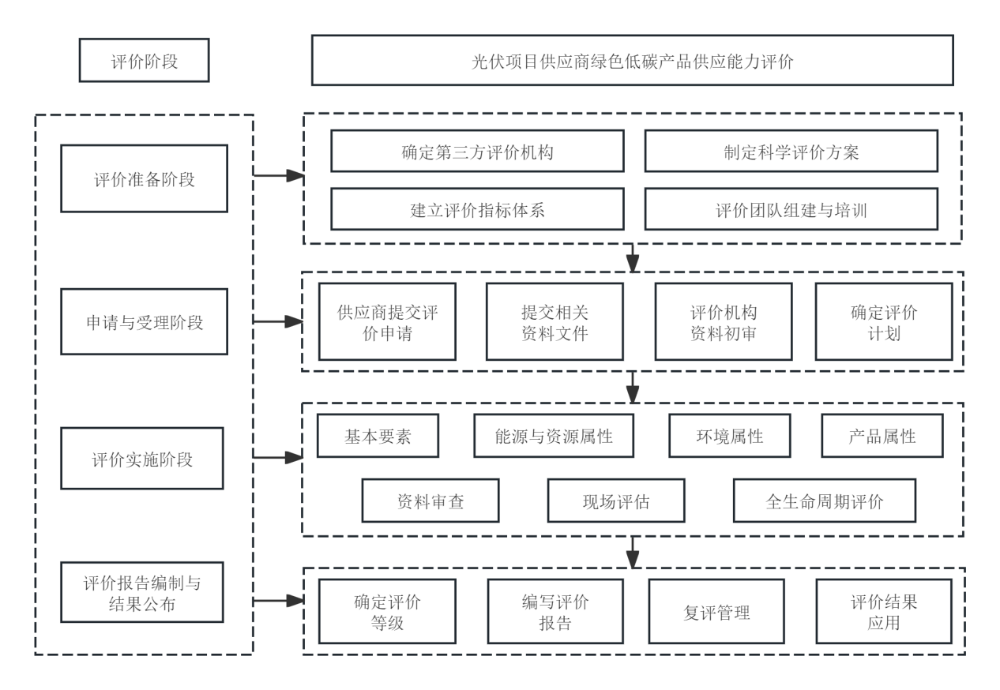 评价阶段
光伏项目供应商绿色低碳产品供应能力评价
评价准备阶段
确定第三方评价机构
制定科学评价方案
建立评价指标体系
评价团队组建与培训
申请与受理阶段
供应商提交评
价申请
提交相关
资料文件
评价机构
资料初审
确定评价
计划
评价实施阶段
基本要素
能源与资源属性
环境属性
产品属性
资料审查
现场评估
全生命周期评价
评价报告编制与
结果公布
确定评价
等级
编写评价
报告
复评管理
评价结果
应用